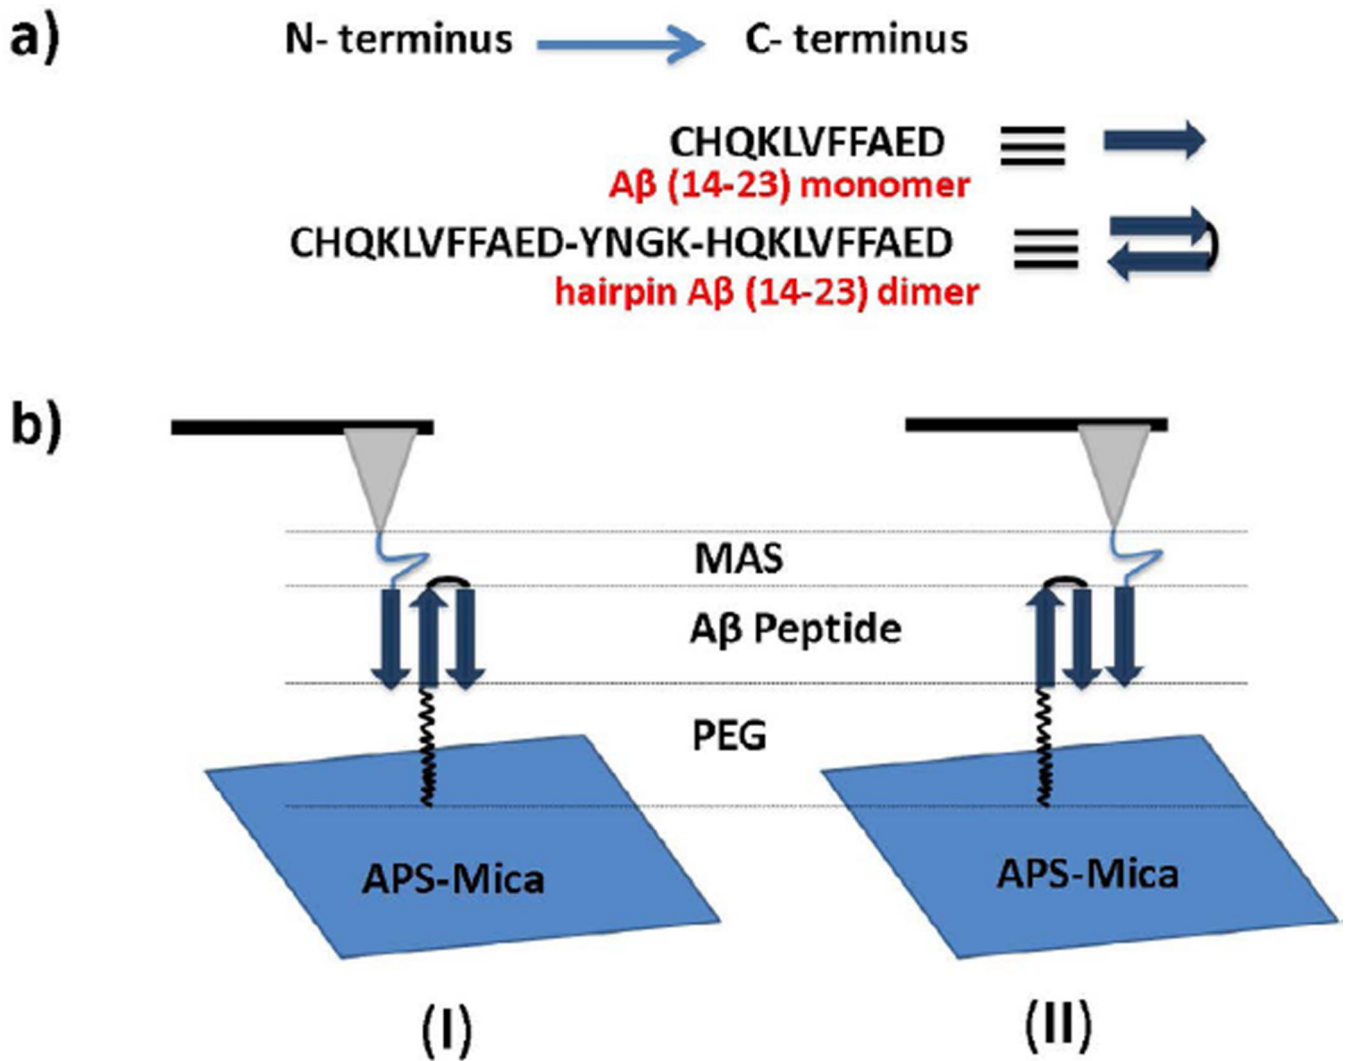 a)
N- terminus C- terminus
CHQKLVFFAED
Aβ (14-23) monomer
CHQKLVFFAED-YNGK-HQKLVFFAED
hairpin Aβ (14-23) dimer
b)
MAS
Aβ Peptide
PEG
APS-Mica APS-Mica
(I) (II)